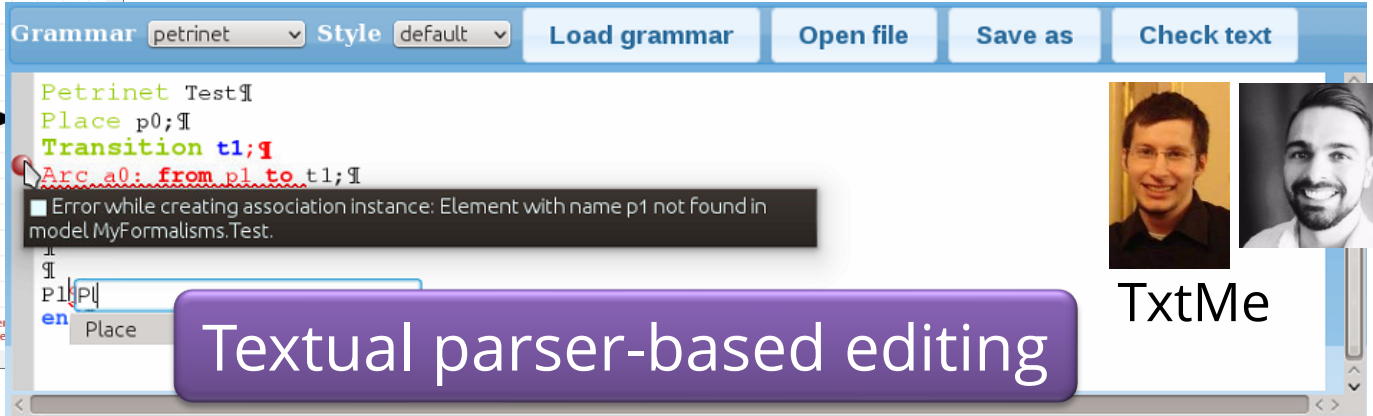 Grammar petrinet Style default Load grammar Open file Save as Check text
Petrinet Test¶
Place p0;¶
Transition t1;¶
Arc a0: from p1 to t1;¶
Error while creating association instance: Element with name p1 not found in
model MyFormalisms.Test.
¶
¶
Pl¶ Pl
en
Place
Textual parser-based editing
TxtMe